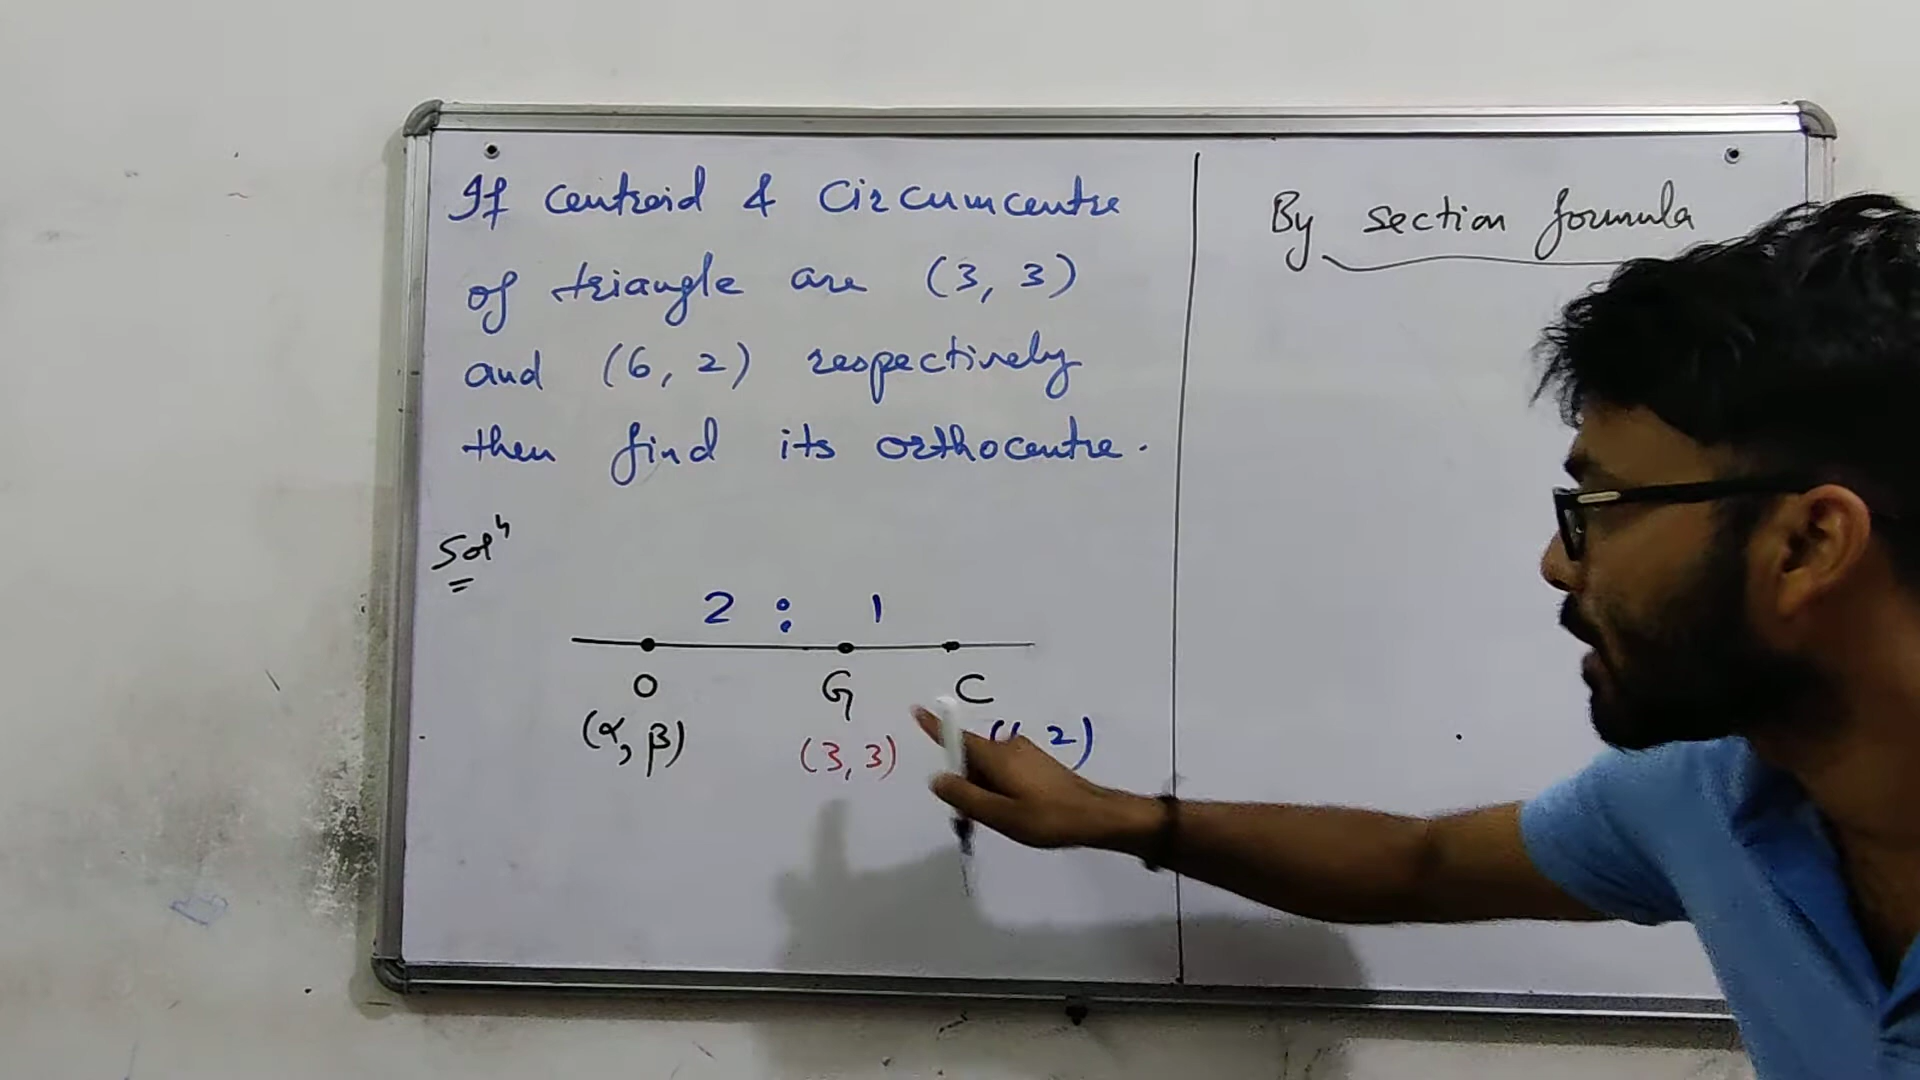 If centroid & Circumcentre
of triangle are (3, 3)
and (6, 2) respectively
then find its orthocentre.
Solⁿ
2 : 1
O G C
(α, β) (3, 3) 2)
By section formula